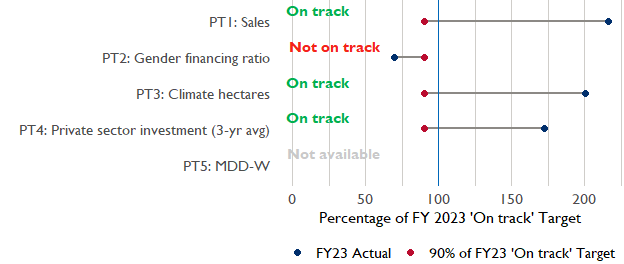 On track
PT1: Sales
Not on track
PT2: Gender financing ratio
On track
PT3: Climate hectares
On track
PT4: Private sector investment (3-yr avg)
Not available
PT5: MDD-W
0 50 100 150 200
Percentage of FY 2023 'On track' Target
FY23 Actual 90% of FY23 'On track' Target